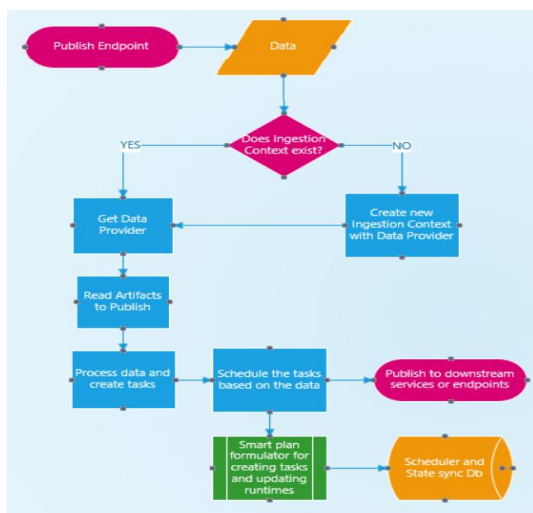 Publish Endpoint
Data
Does Ingestion
Context exist?
YES
NO
Get Data
Provider
Create new
Ingestion Context
with Data Provider
Read Artifacts
to Publish
Process data and
create tasks
Schedule the tasks
based on the data
Publish to downstream
services or endpoints
Smart plan
formulator for
creating tasks
and updating
runtimes
Scheduler and
State sync Db